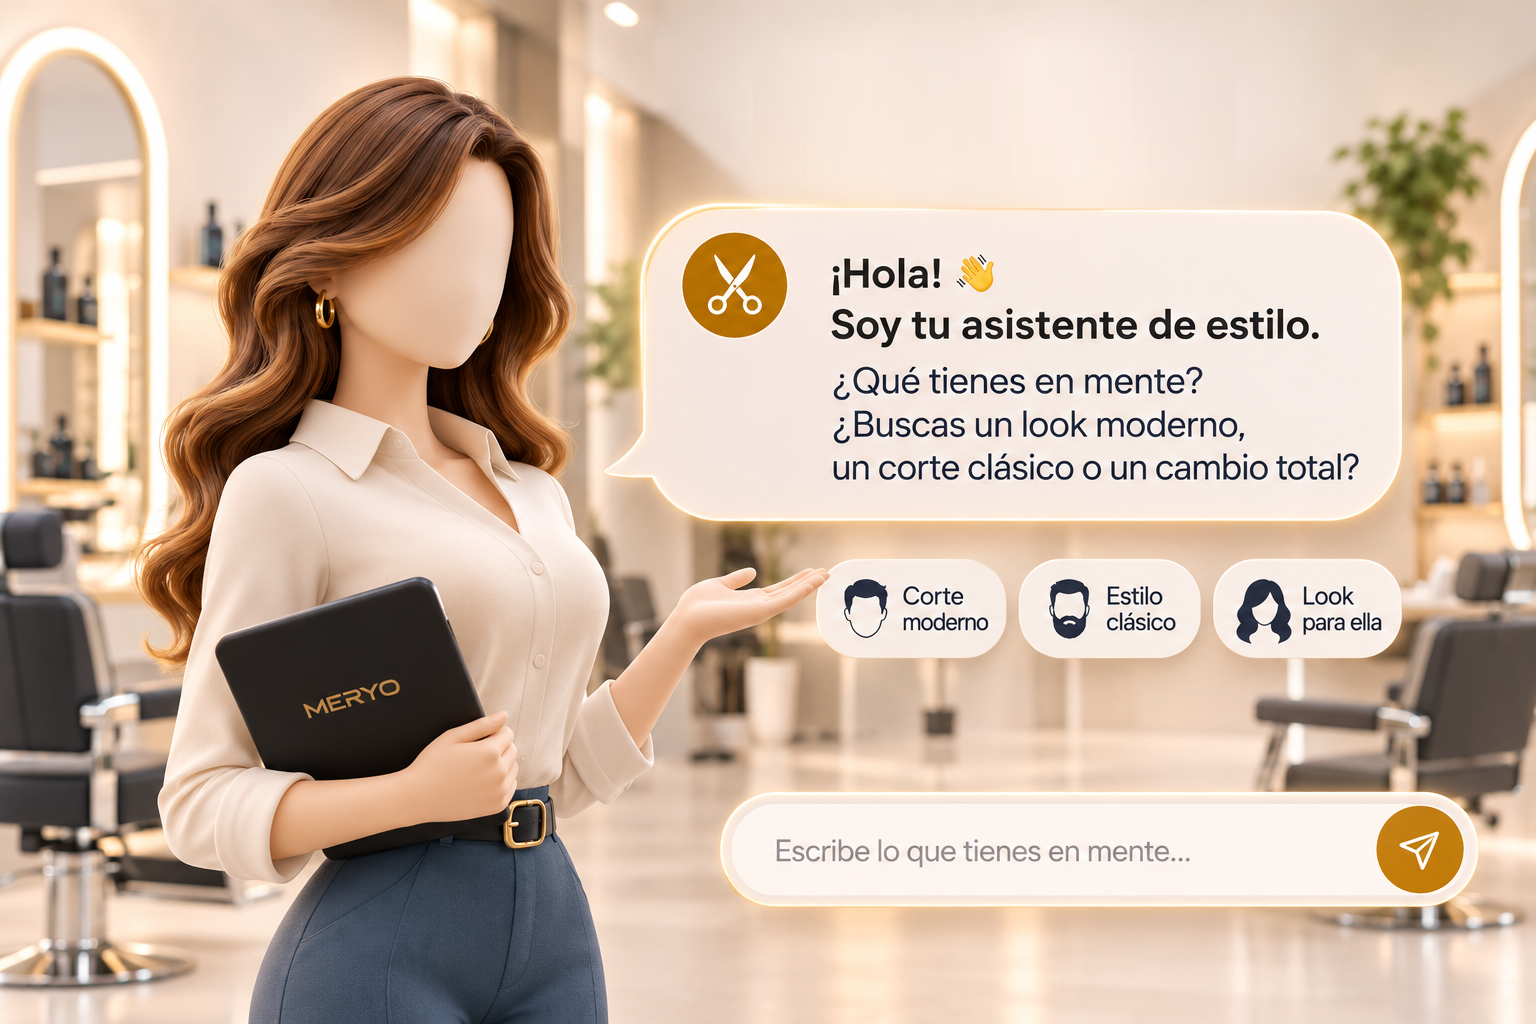 ¡Hola! 👋
Soy tu asistente de estilo.
¿Qué tienes en mente?
¿Buscas un look moderno,
un corte clásico o un cambio total?
Corte
moderno
Estilo
clásico
Look
para ella
MERYO
Escribe lo que tienes en mente...